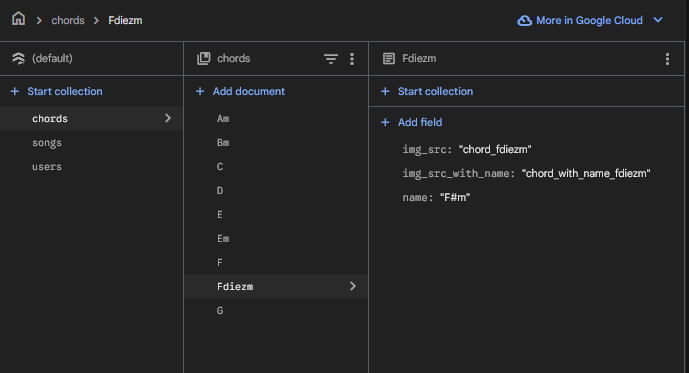 chords
Fdiezm
More in Google Cloud
(default)
Start collection
chords
songs
users
chords
Add document
Am
Bm
C
D
E
Em
F
Fdiezm
G
Fdiezm
Start collection
Add field
img_src: "chord_fdiezm"
img_src_with_name: "chord_with_name_fdiezm"
name: "F#m"